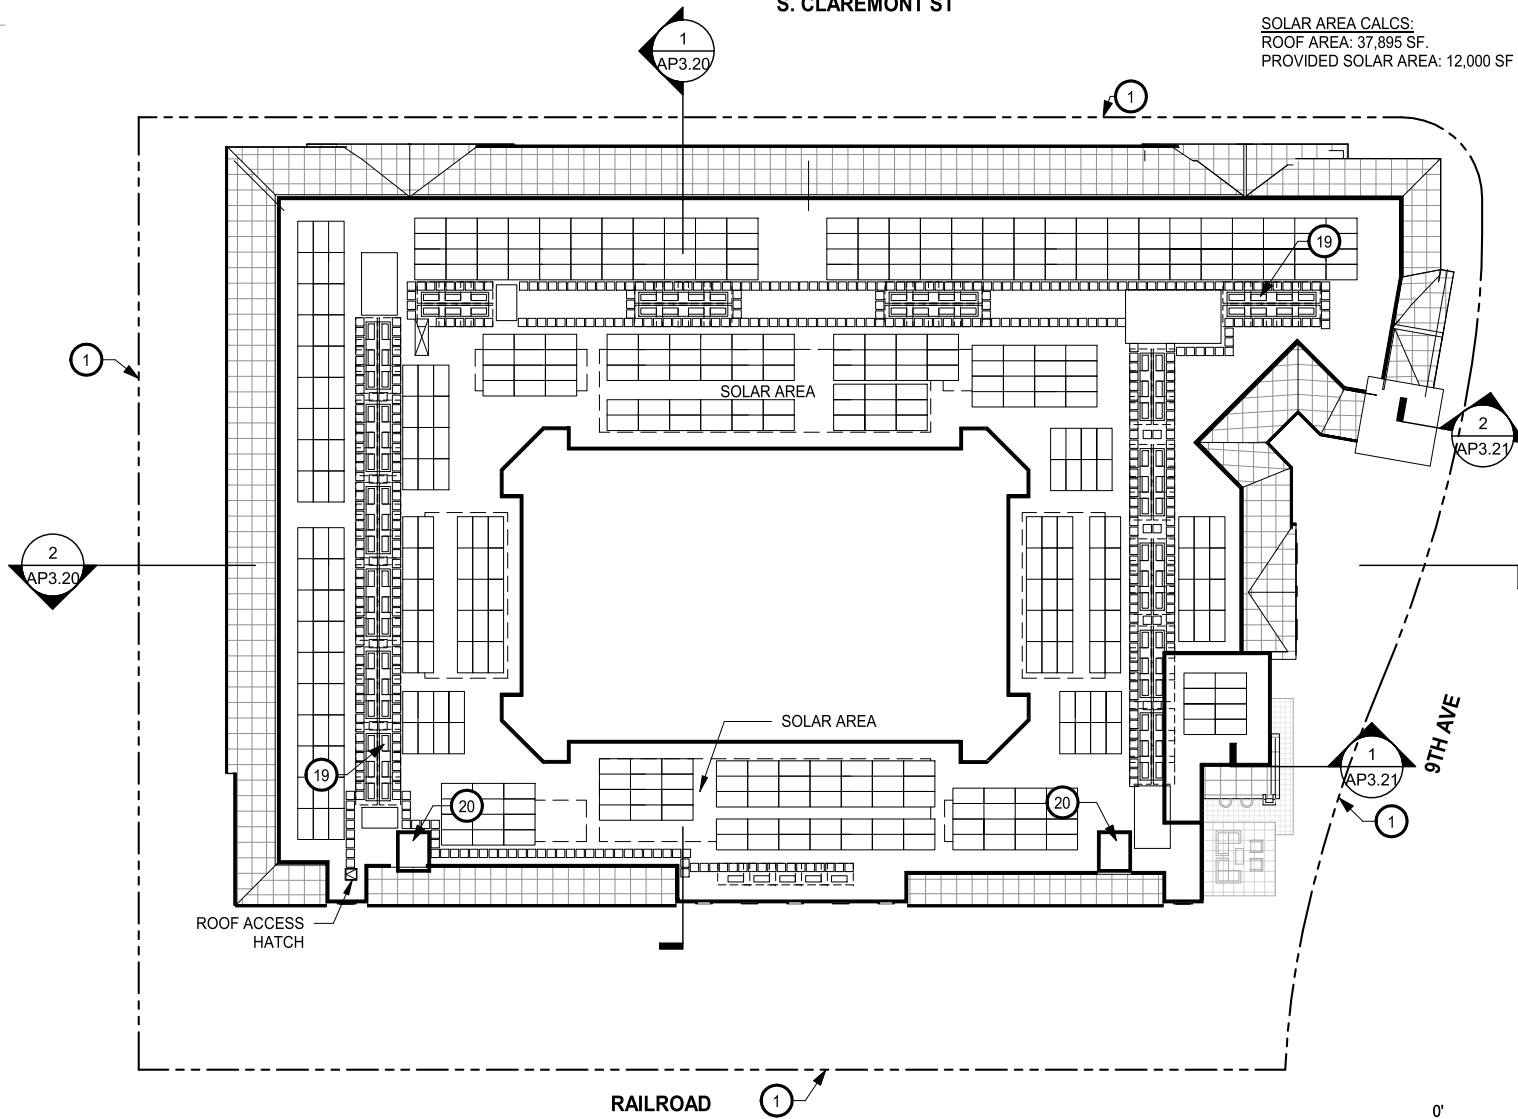 S. CLAREMONT ST
SOLAR AREA CALCS:
ROOF AREA: 37,895 SF.
PROVIDED SOLAR AREA: 12,000 SF
1
AP3.20
1
19
1
SOLAR AREA
2
AP3.21
2
AP3.20
SOLAR AREA
9TH AVE
1
AP3.21
19
20
20
1
ROOF ACCESS
HATCH
RAILROAD
1
0'